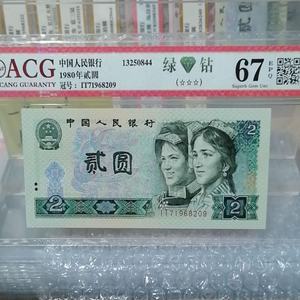 ACG
CANG GUARANTY
中国人民银行
1980年贰圆
冠号: IT71968209
13250844
绿 钻
(☆☆☆)
67 EPQ
Superb Gem Unc
中国人民银行
贰圆
2
2
2
IT71968209